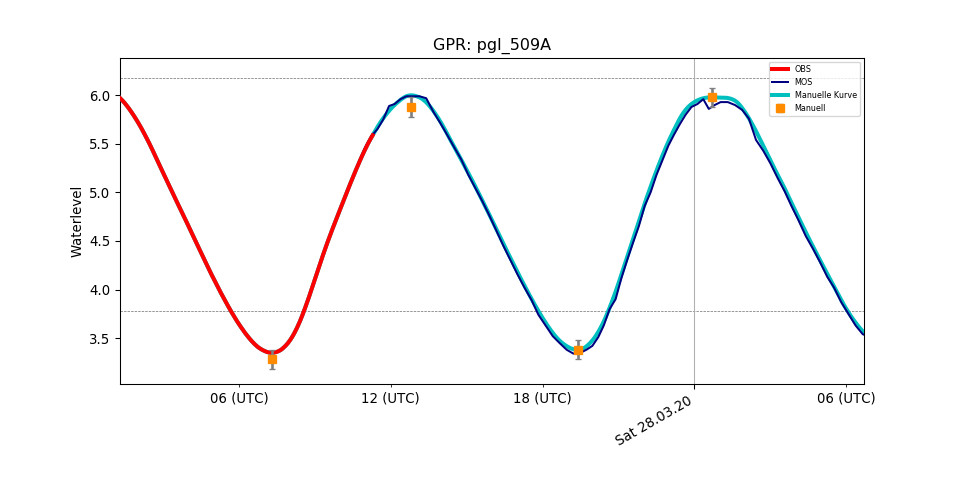 GPR: pgl_509A
OBS
MOS
Manuelle Kurve
Manuell
Waterlevel
6.0
5.5
5.0
4.5
4.0
3.5
06 (UTC)
12 (UTC)
18 (UTC)
Sat 28.03.20
06 (UTC)